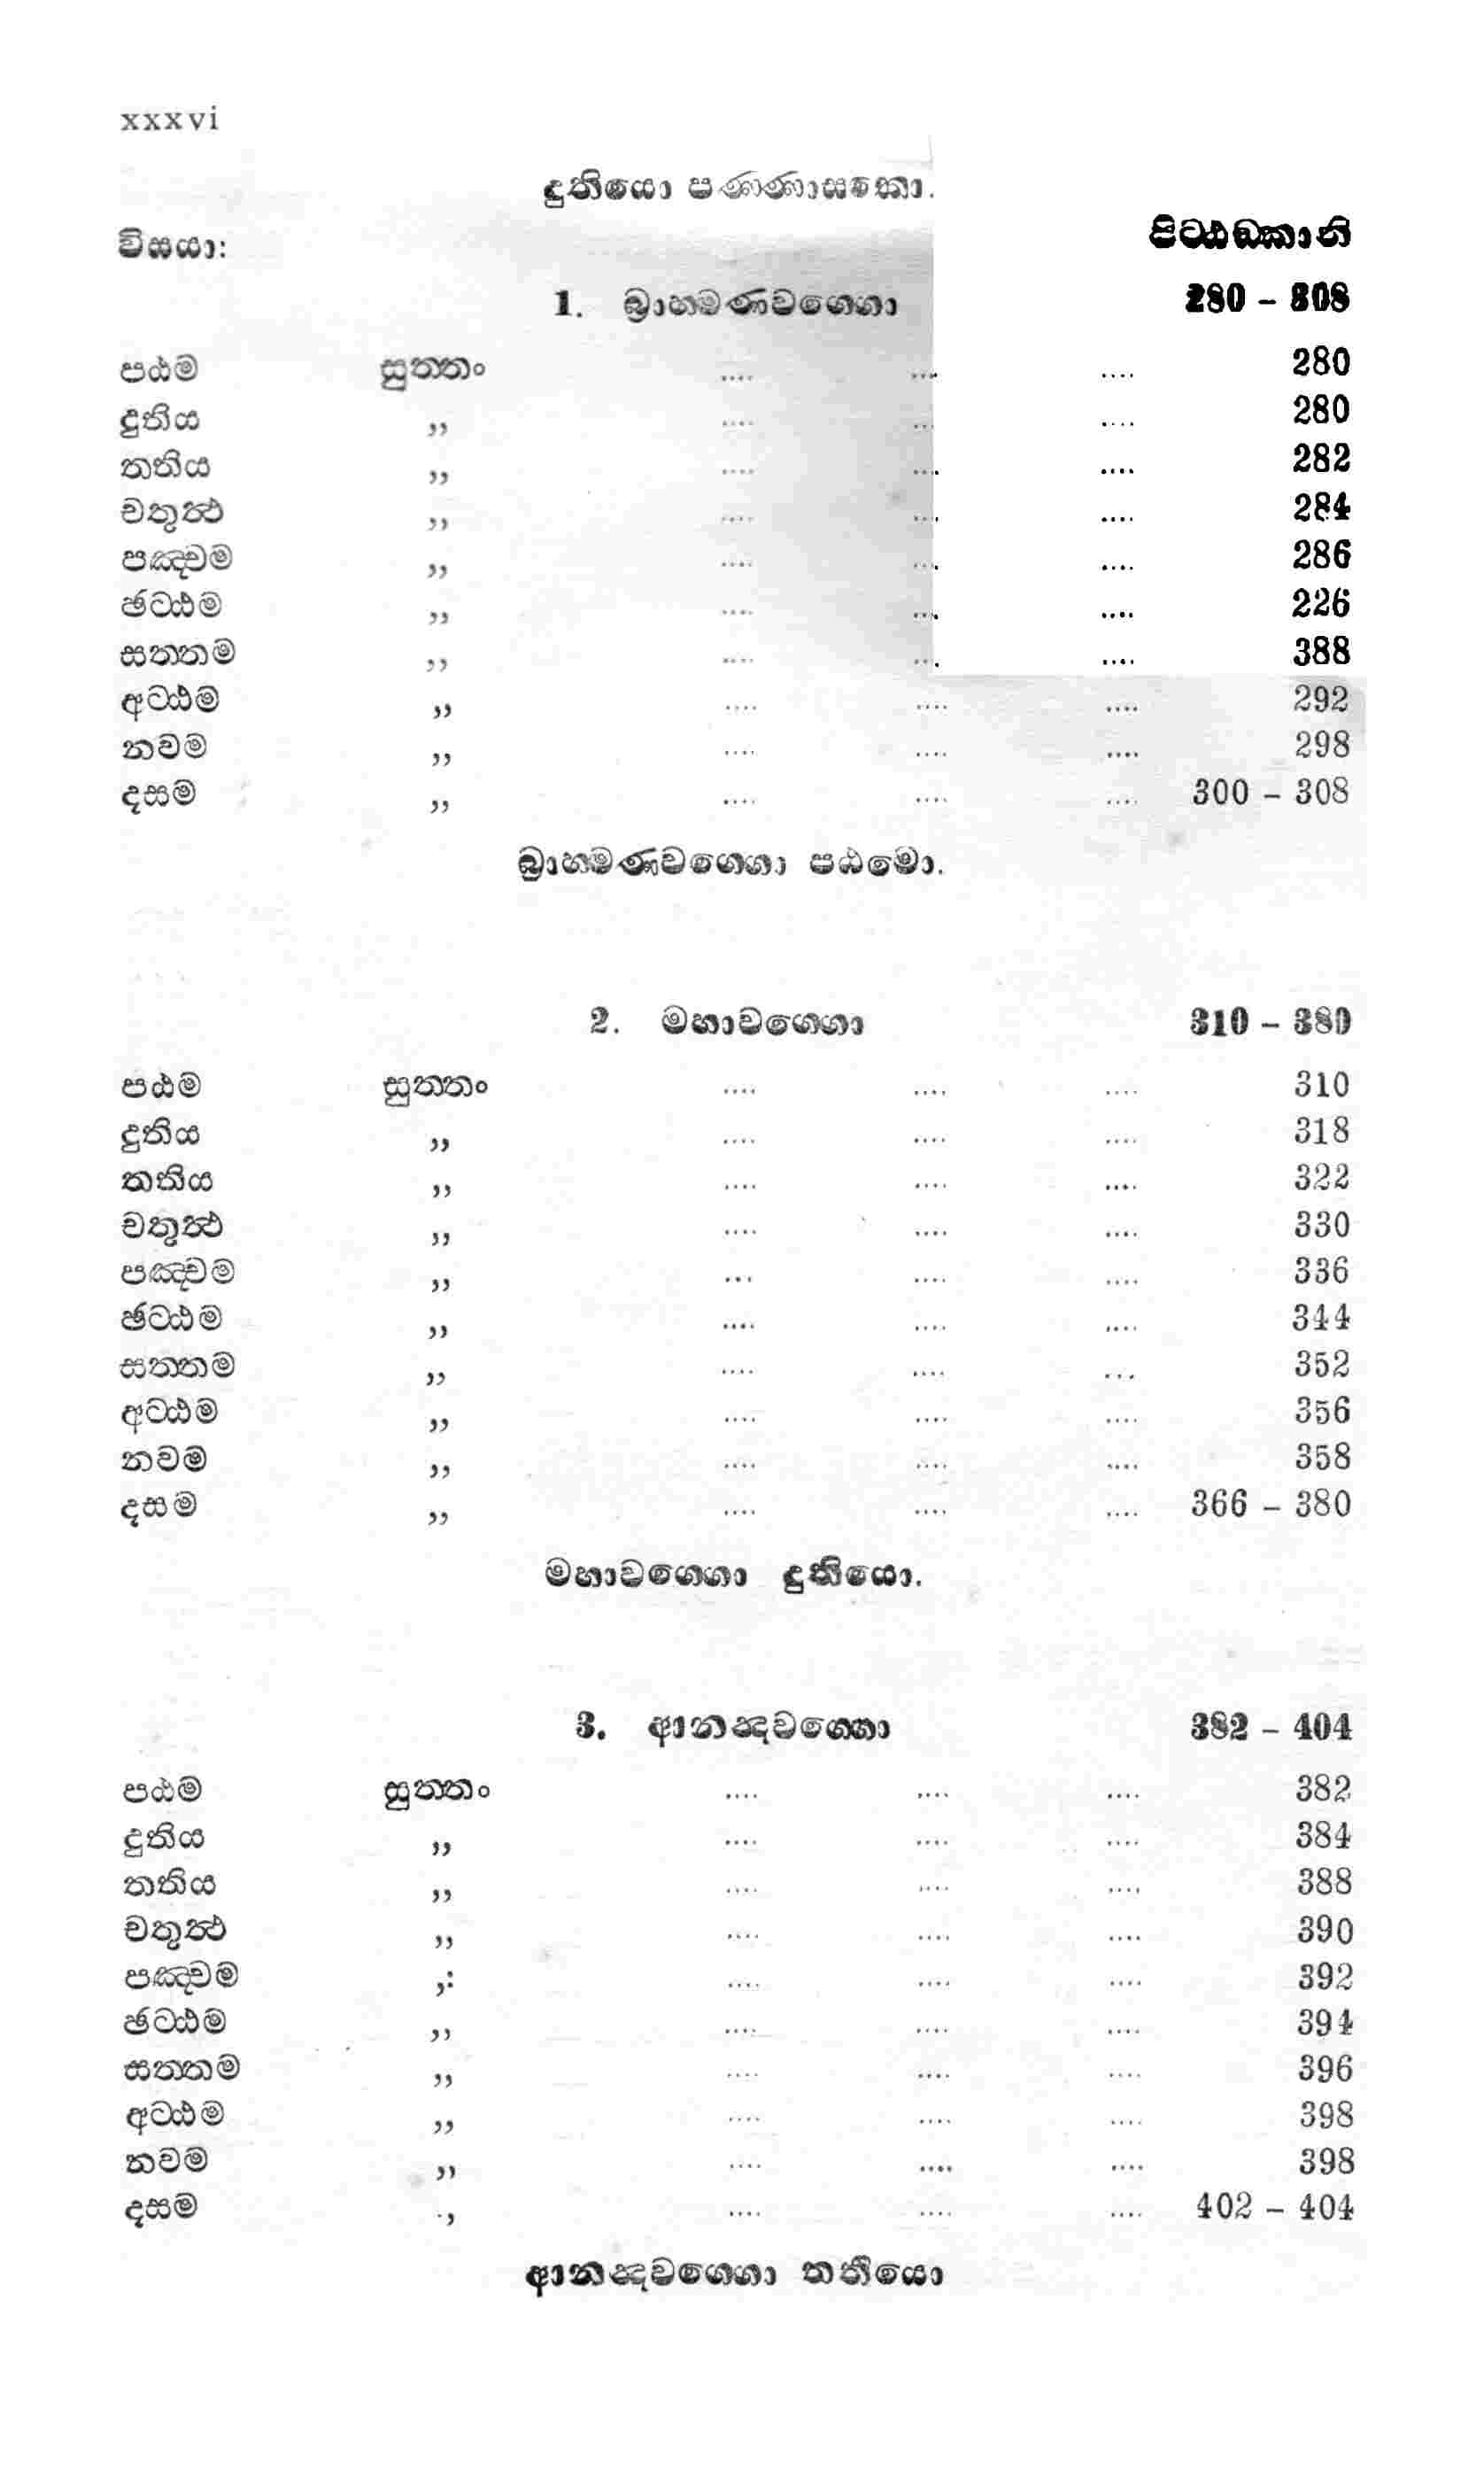 xxxvi
දුතියො පණ්ණාසකො.
විසයා:
පිට්ඨඞ්කානි
1. බ්‍රාහ්මණවග්ගො 280 – 308
පඨම සුත්තං .... .... .... 280
දුතිය ,, .... .... .... 280
තතිය ,, .... .... .... 282
චතුත්‍ථ ,, .... .... .... 284
පඤ්චම ,, .... .... .... 286
ඡට්ඨම ,, .... .... .... 226
සත්තම ,, .... .... .... 388
අට්ඨම ,, .... .... .... 292
නවම ,, .... .... .... 298
දසම ,, .... .... .... 300 – 308
බ්‍රාහ්මණවග්ගො පඨමො.
2. මහාවග්ගො 310 – 380
පඨම සුත්තං .... .... .... 310
දුතිය ,, .... .... .... 318
තතිය ,, .... .... .... 322
චතුත්‍ථ ,, .... .... .... 330
පඤ්චම ,, ... .... .... 336
ඡට්ඨම ,, .... .... .... 344
සත්තම ,, .... .... ... 352
අට්ඨම ,, .... .... .... 356
නවම ,, .... .... .... 358
දසම ,, .... .... .... 366 – 380
මහාවග්ගො දුතියො.
3. ආනන්‍දවග්ගො 382 – 404
පඨම සුත්තං .... .... .... 382
දුතිය ,, .... .... .... 384
තතිය ,, .... .... .... 388
චතුත්‍ථ ,, .... .... .... 390
පඤ්චම ,: .... .... .... 392
ඡට්ඨම ,, .... .... .... 394
සත්තම ,, .... .... .... 396
අට්ඨම ,, .... .... .... 398
නවම ,, .... .... .... 398
දසම ., .... .... .... 402 – 404
ආනන්‍දවග්ගො තතියො